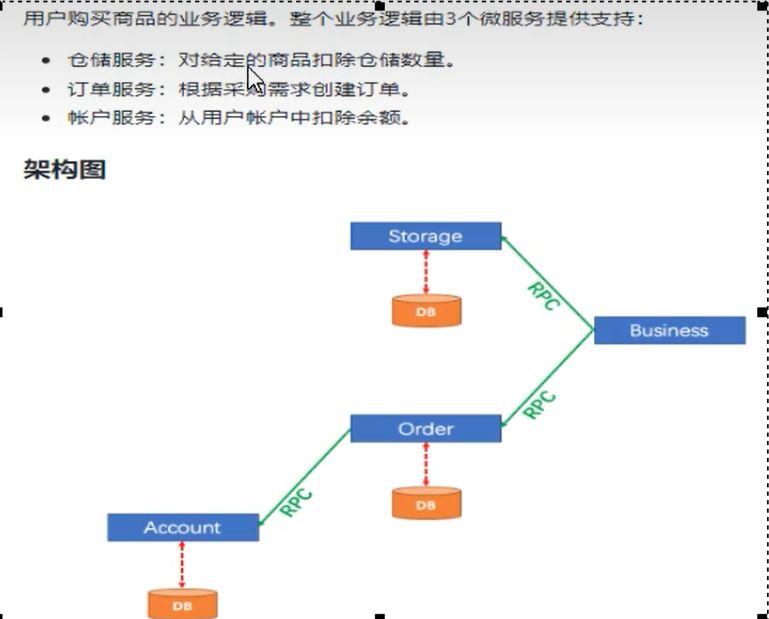 用户购买商品的业务逻辑。整个业务逻辑由3个微服务提供支持：
• 仓储服务：对给定的商品扣除仓储数量。
• 订单服务：根据采购需求创建订单。
• 帐户服务：从用户帐户中扣除余额。
架构图
Storage
RPC
DB
Business
RPC
Order
RPC
DB
Account
DB